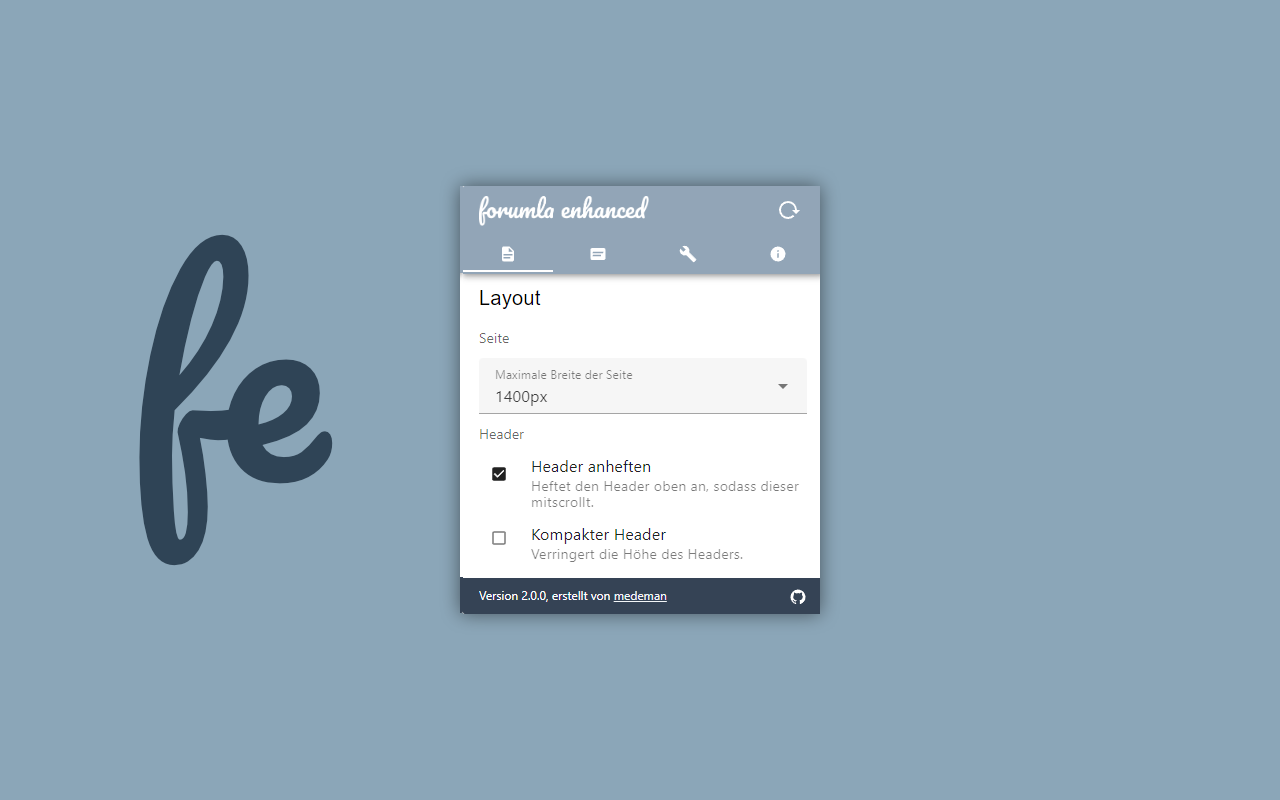 fe
forumla enhanced
Layout
Seite
Maximale Breite der Seite
1400px
Header
Header anheften
Heftet den Header oben an, sodass dieser
mitscrollt.
Kompakter Header
Verringert die Höhe des Headers.
Version 2.0.0, erstellt von medeman